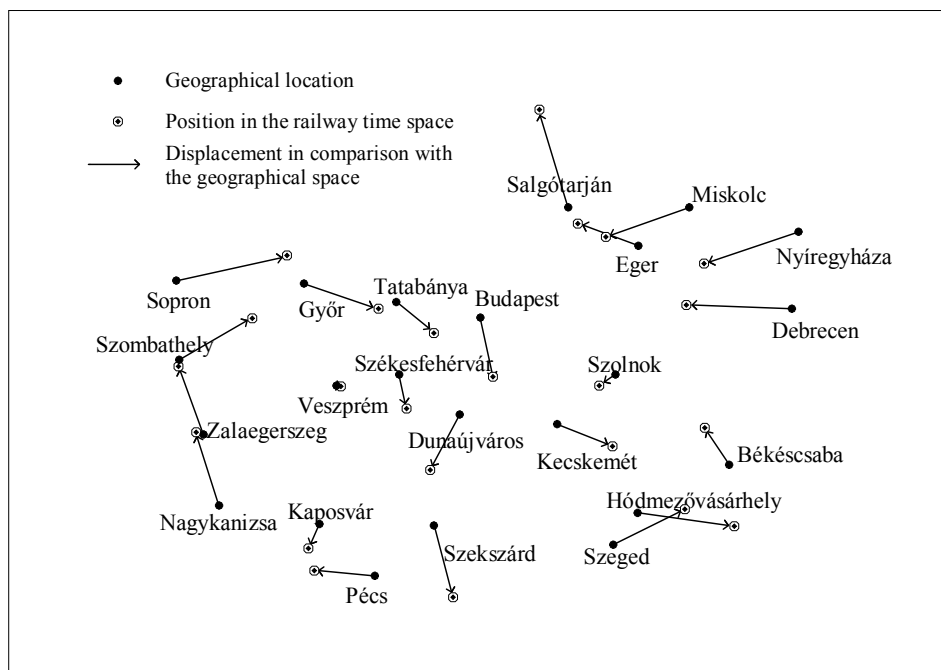 Geographical location
Position in the railway time space
Displacement in comparison with
the geographical space
Salgótarján
Miskolc
Eger
Nyíregyháza
Sopron
Győr
Tatabánya
Budapest
Debrecen
Szombathely
Székesfehérvár
Szolnok
Veszprém
Zalaegerszeg
Dunaújváros
Kecskemét
Békéscsaba
Nagykanizsa
Kaposvár
Hódmezővásárhely
Szekszárd
Szeged
Pécs